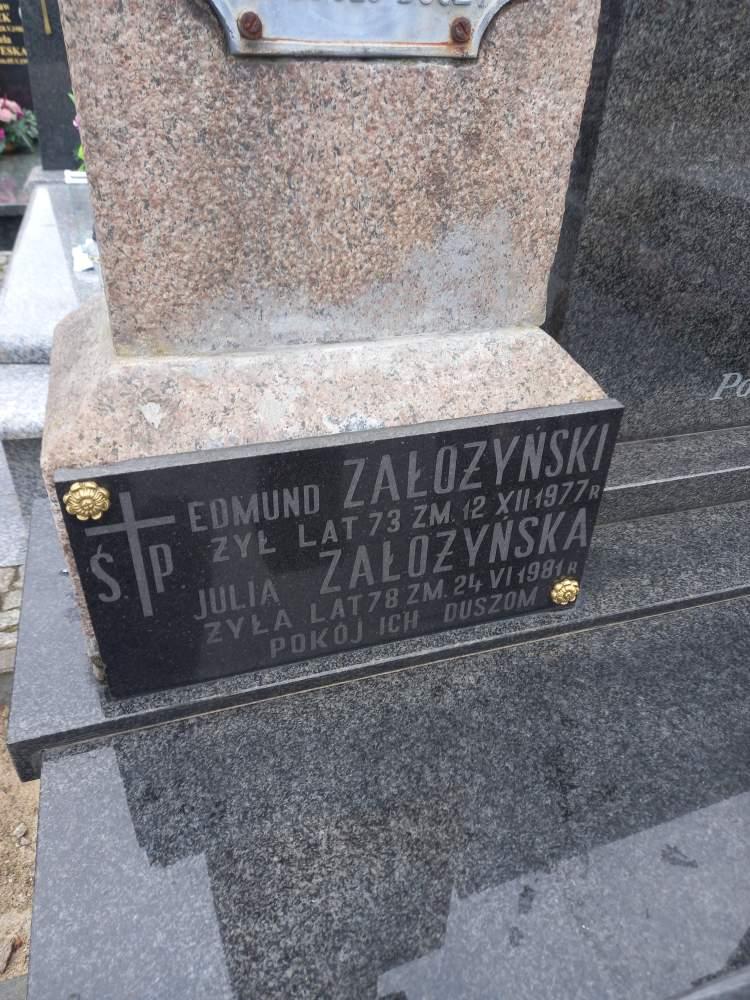 Ś P
EDMUND ZAŁOŻYŃSKI
ŻYŁ LAT 73 ZM. 12 XII 1977 R
JULIA ZAŁOŻYŃSKA
ŻYŁA LAT 78 ZM. 24 VI 1981 R
POKÓJ ICH DUSZOM